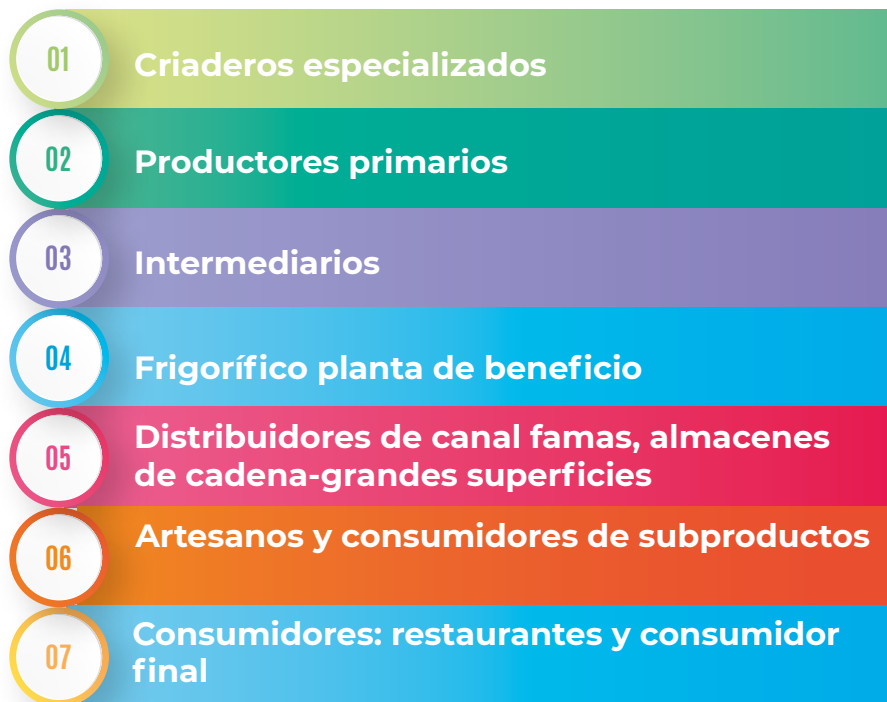 01
Criaderos especializados
02
Productores primarios
03
Intermediarios
04
Frigorífico planta de beneficio
05
Distribuidores de canal famas, almacenes
de cadena-grandes superficies
06
Artesanos y consumidores de subproductos
07
Consumidores: restaurantes y consumidor
final